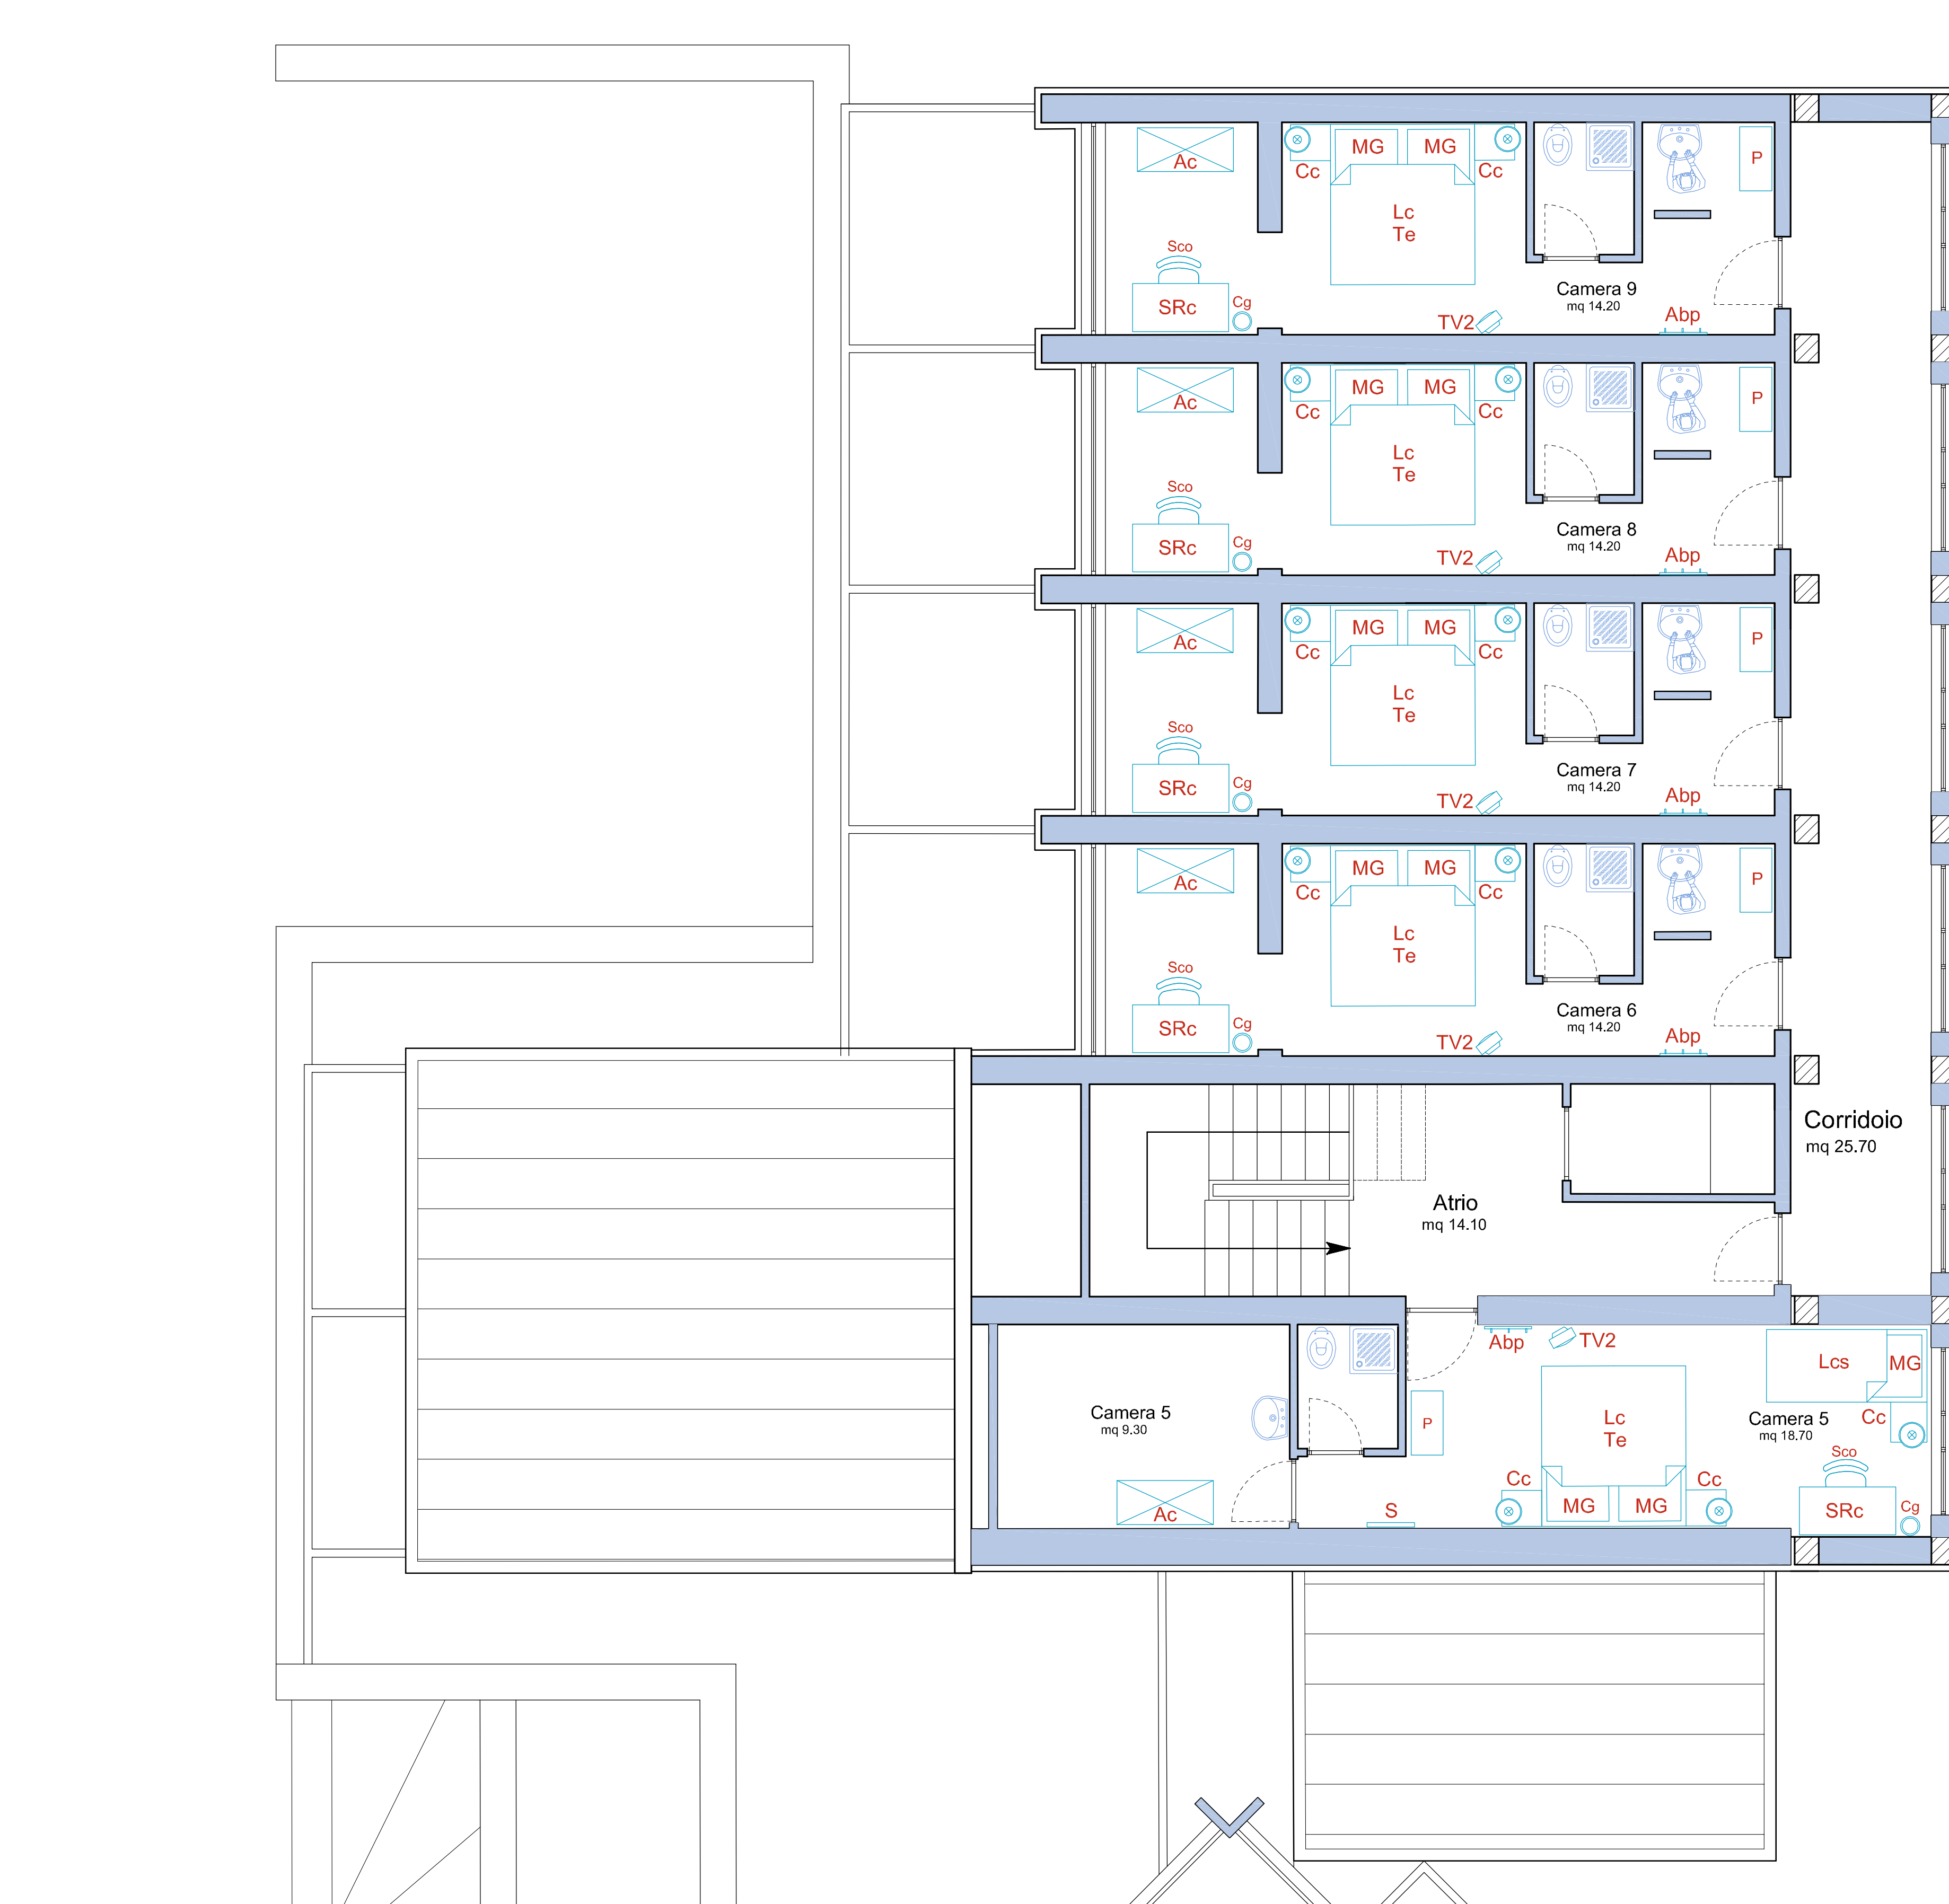 MG MG P
Ac Cc Cc
Lc
Te
Sco
Camera 9
Cg
SRc mq 14.20
TV2 Abp
MG MG P
Ac Cc Cc
Lc
Te
Sco
Camera 8
Cg
SRc mq 14.20
TV2 Abp
MG MG P
Ac Cc Cc
Lc
Te
Sco
Camera 7
Cg
SRc mq 14.20
TV2 Abp
MG MG P
Ac Cc Cc
Lc
Te
Sco
Camera 6
Cg
SRc mq 14.20
TV2 Abp
Corridoio
mq 25.70
Atrio
mq 14.10
Abp TV2
Lcs MG
Camera 5
mq 9.30
P
Lc
Te
Camera 5
mq 18.70
Cc
Sco
Cc Cc
Ac S MG MG SRc Cg